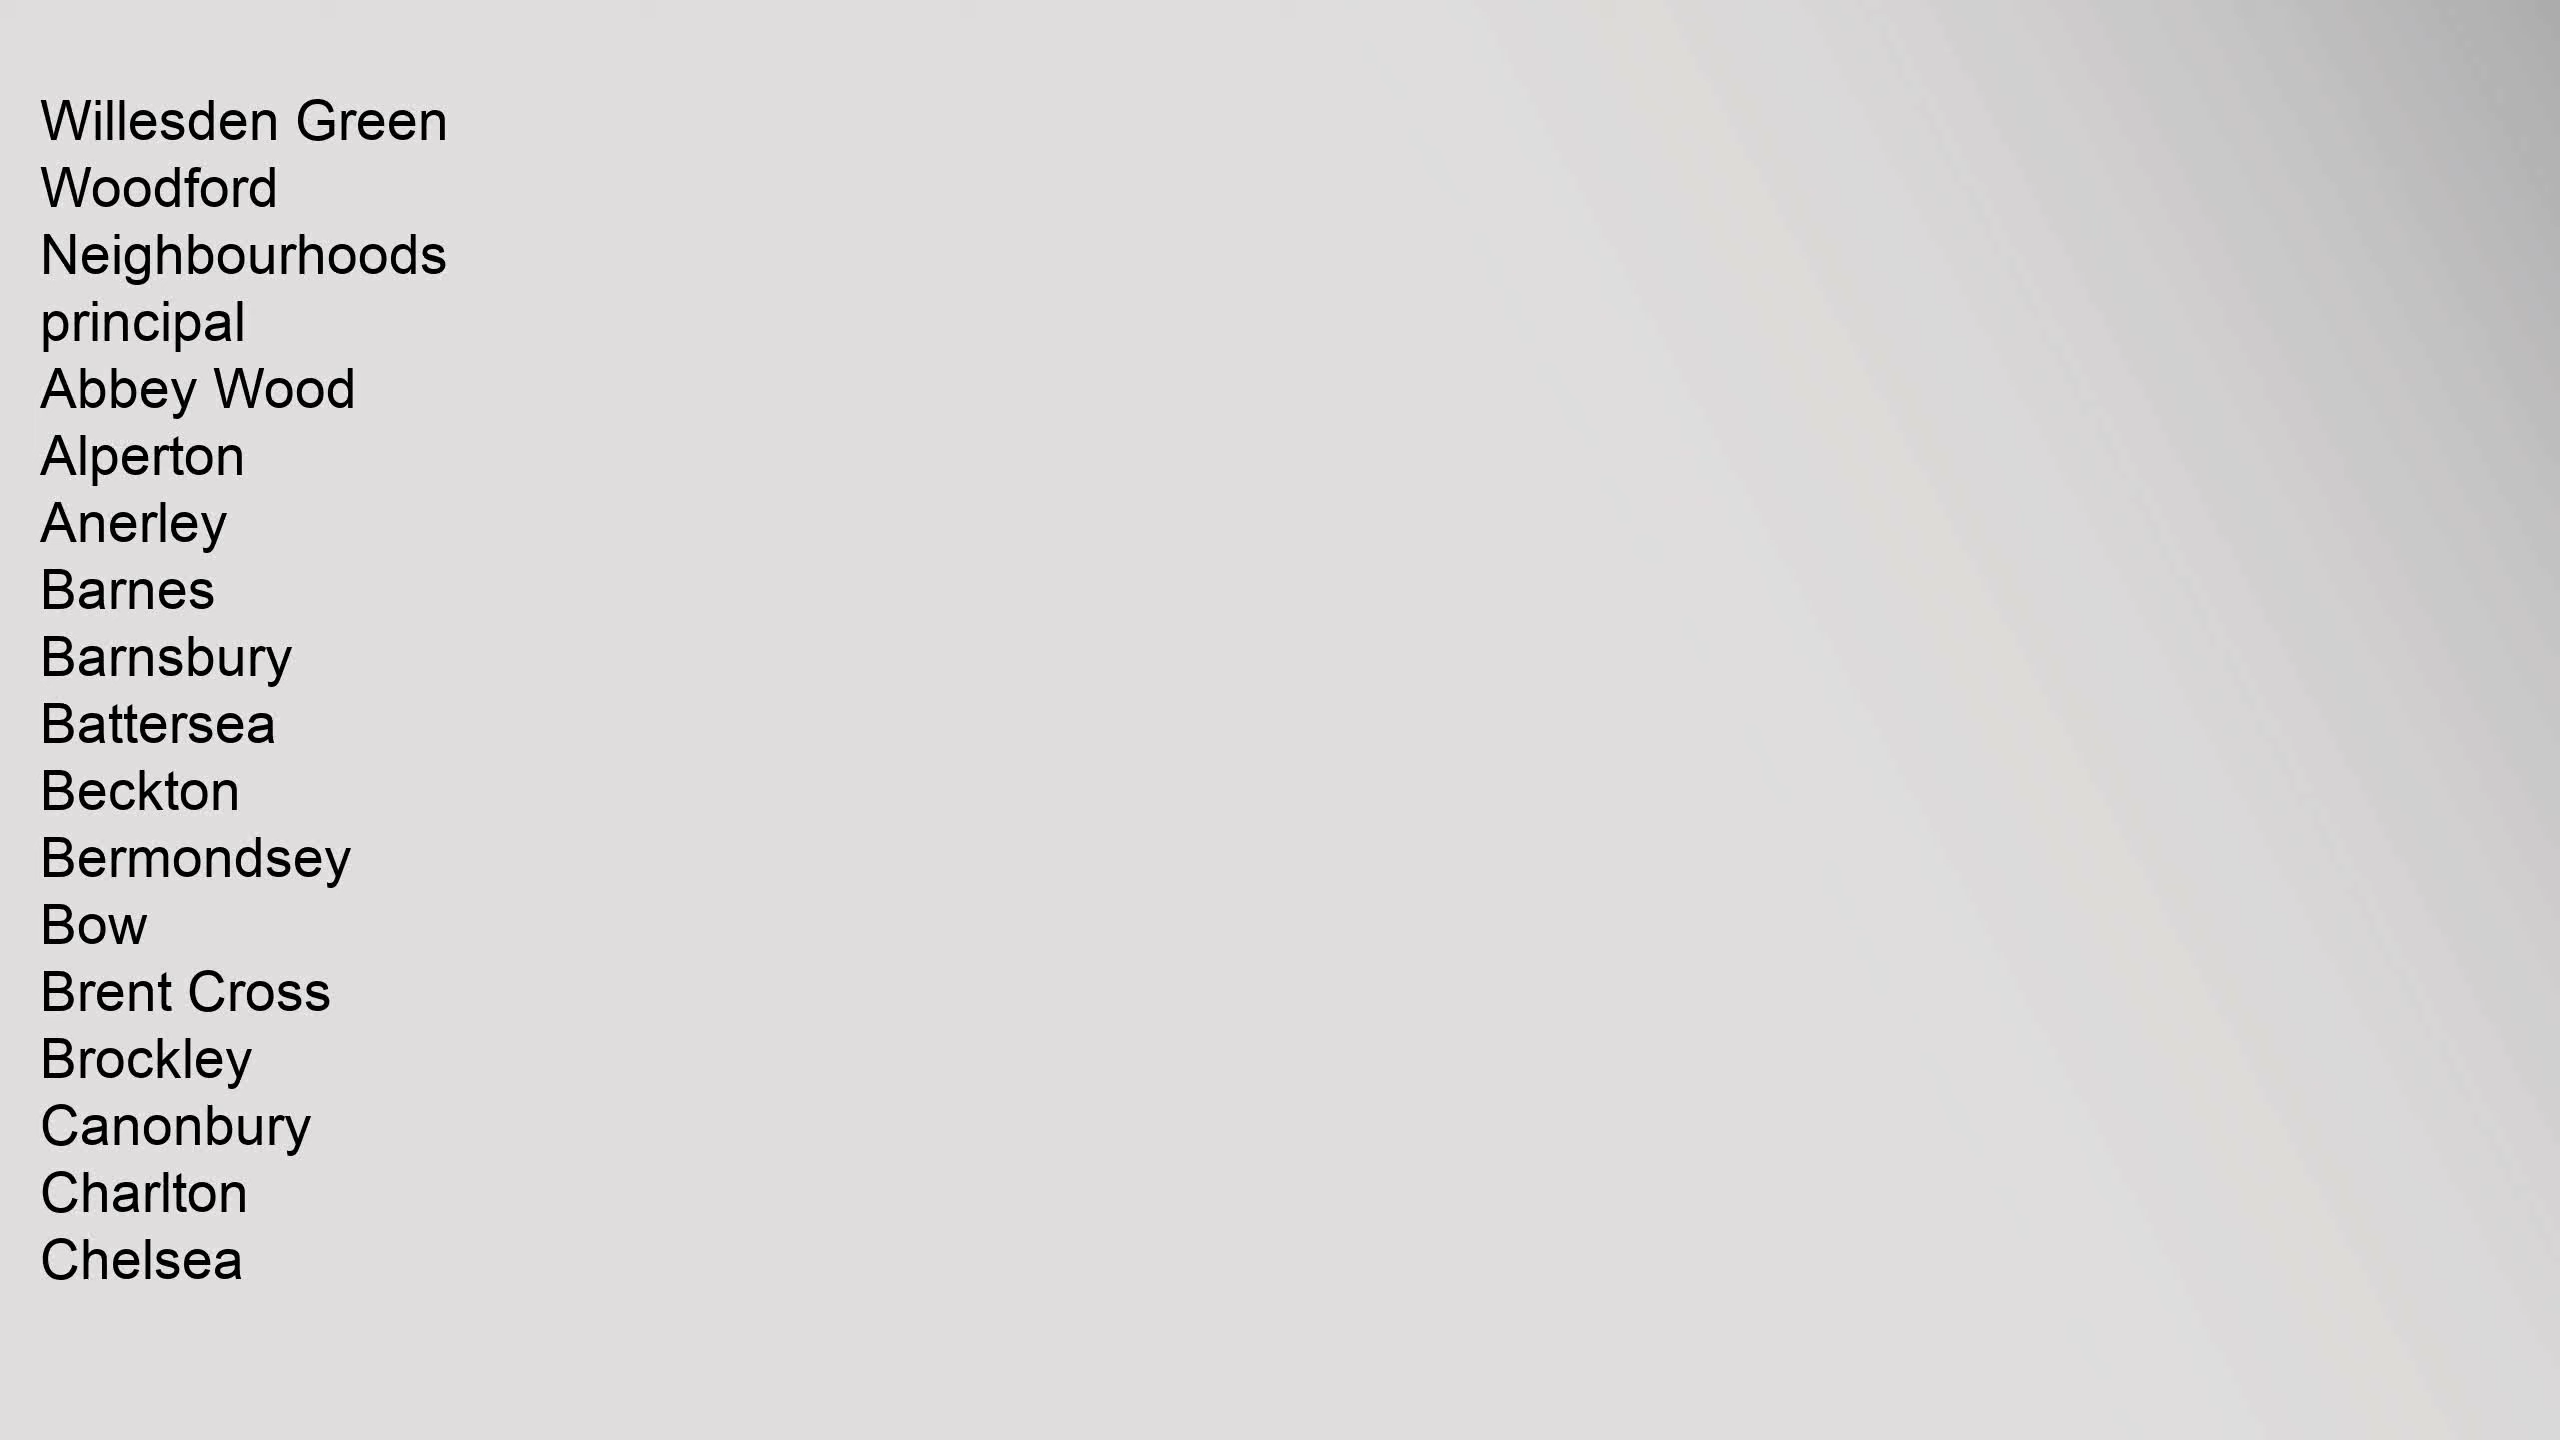 Willesden Green
Woodford
Neighbourhoods
principal
Abbey Wood
Alperton
Anerley
Barnes
Barnsbury
Battersea
Beckton
Bermondsey
Bow
Brent Cross
Brockley
Canonbury
Charlton
Chelsea